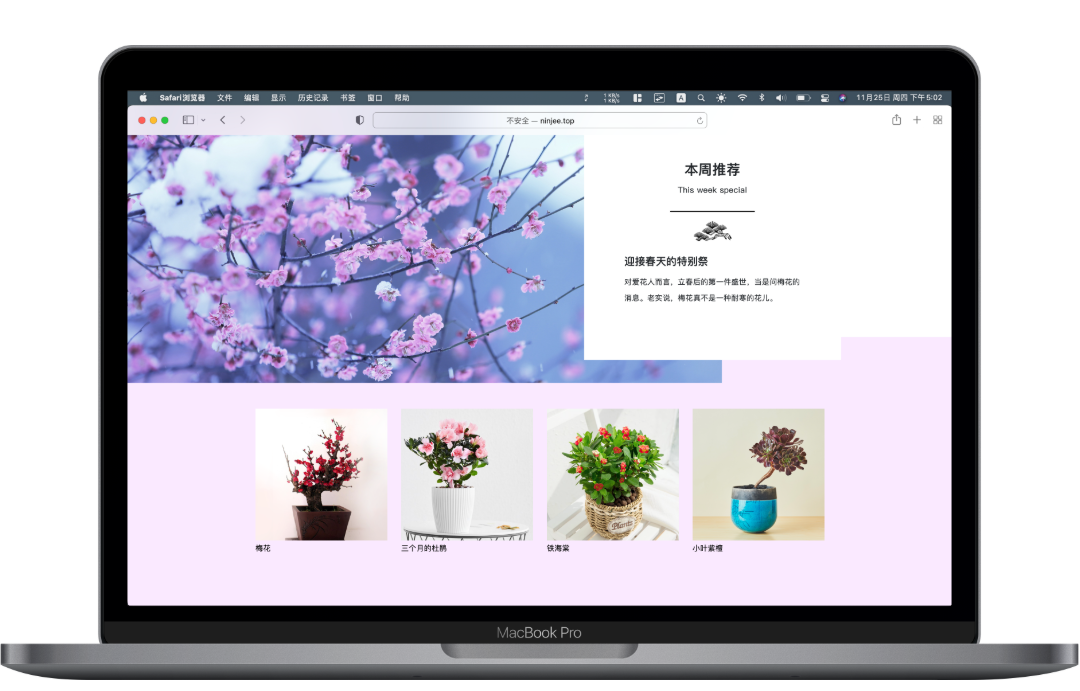 Safari浏览器 文件 编辑 显示 历史记录 书签 窗口 帮助
1 KB/s
1 KB/s
A
11月25日 周四 下午5:02
不安全 — ninjee.top
本周推荐
This week special
迎接春天的特别祭
对爱花人而言，立春后的第一件盛世，当是问梅花的
消息。老实说，梅花真不是一种耐寒的花儿。
Plants
梅花
三个月的杜鹃
铁海棠
小叶紫檀
MacBook Pro